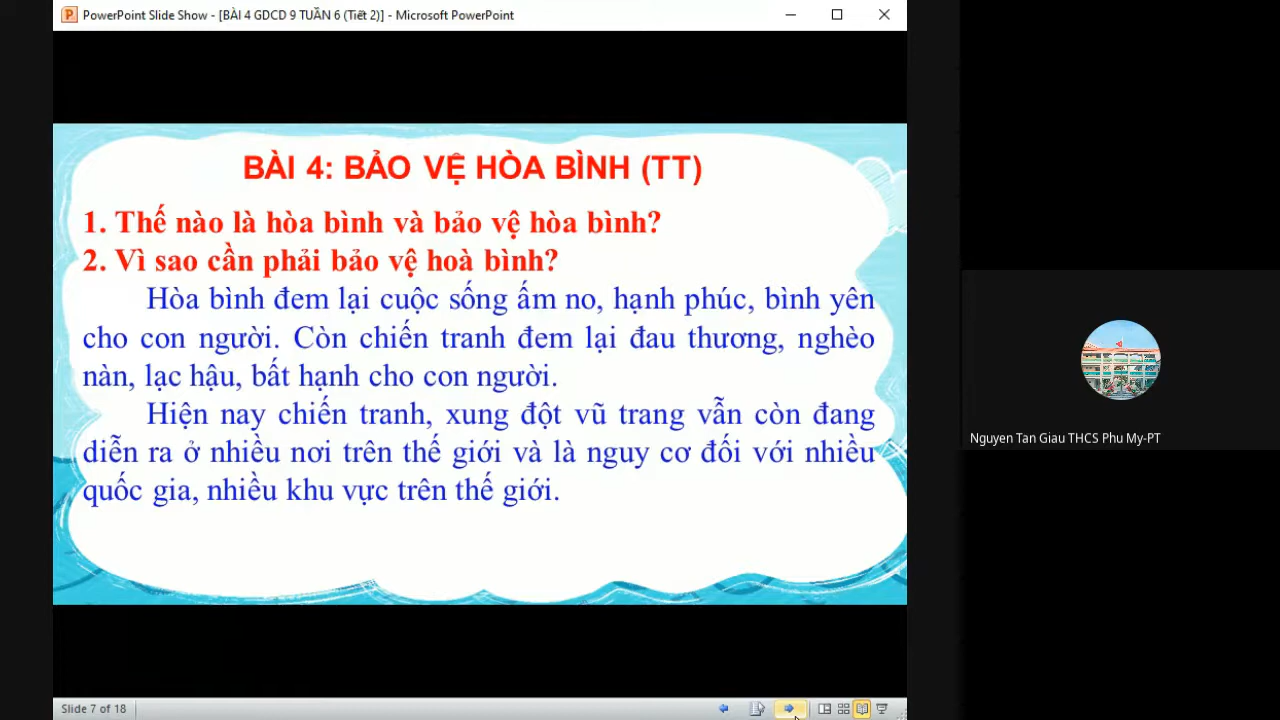 PowerPoint Slide Show - [BÀI 4 GDCD 9 TUẦN 6 (Tiết 2)] - Microsoft PowerPoint
BÀI 4: BẢO VỆ HÒA BÌNH (TT)
1. Thế nào là hòa bình và bảo vệ hòa bình?
2. Vì sao cần phải bảo vệ hoà bình?
Hòa bình đem lại cuộc sống ấm no, hạnh phúc, bình yên
cho con người. Còn chiến tranh đem lại đau thương, nghèo
nàn, lạc hậu, bất hạnh cho con người.
Hiện nay chiến tranh, xung đột vũ trang vẫn còn đang
diễn ra ở nhiều nơi trên thế giới và là nguy cơ đối với nhiều
quốc gia, nhiều khu vực trên thế giới.
Nguyen Tan Giau THCS Phu My-PT
Slide 7 of 18